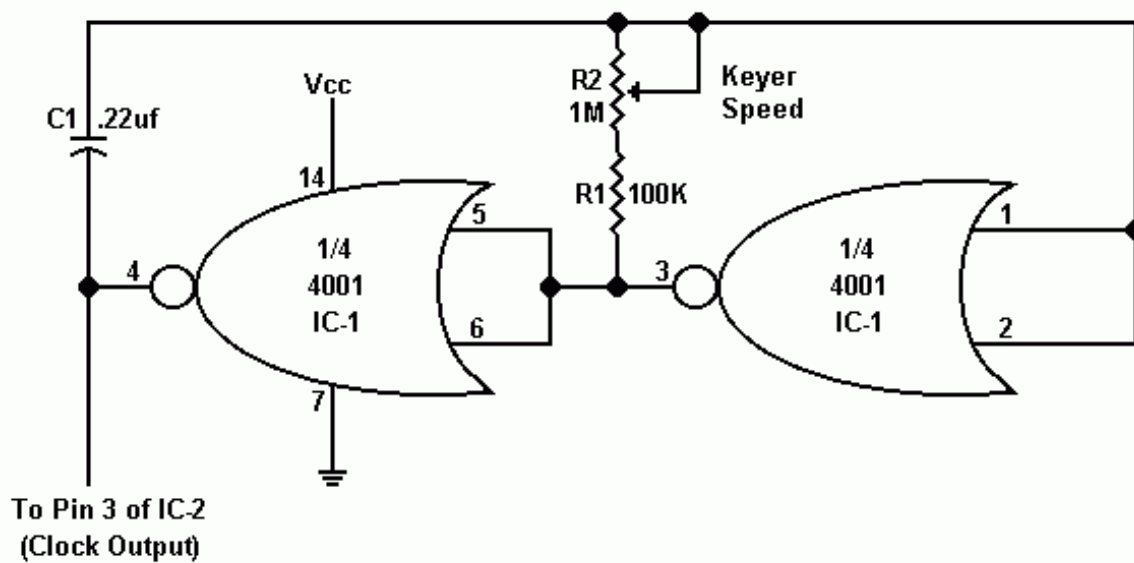 Vcc
C1 .22uf
R2
1M
Keyer
Speed
14
5
R1 100K
1
1/4
4001
IC-1
4
3
1/4
4001
IC-1
6
2
7
To Pin 3 of IC-2
(Clock Output)